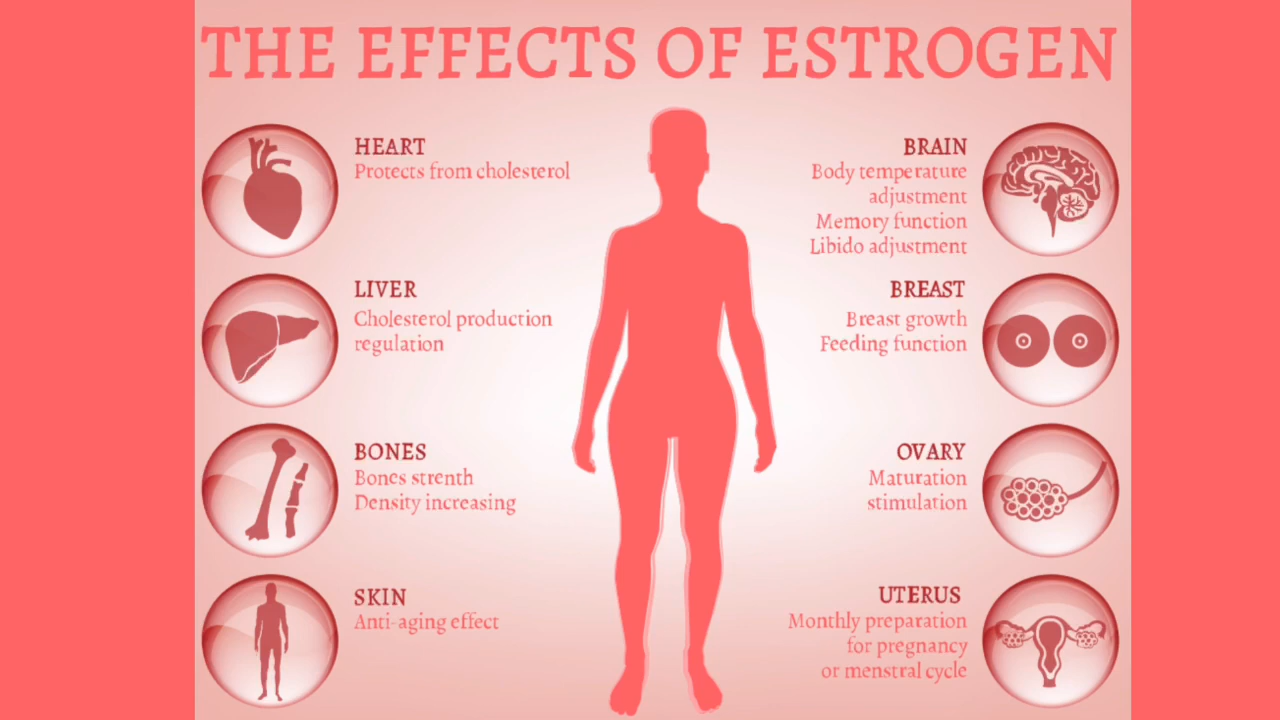 THE EFFECTS OF ESTROGEN
HEART
Protects from cholesterol
LIVER
Cholesterol production
regulation
BONES
Bones strenth
Density increasing
SKIN
Anti-aging effect
BRAIN
Body temperature
adjustment
Memory function
Libido adjustment
BREAST
Breast growth
Feeding function
OVARY
Maturation
stimulation
UTERUS
Monthly preparation
for pregnancy
or menstral cycle